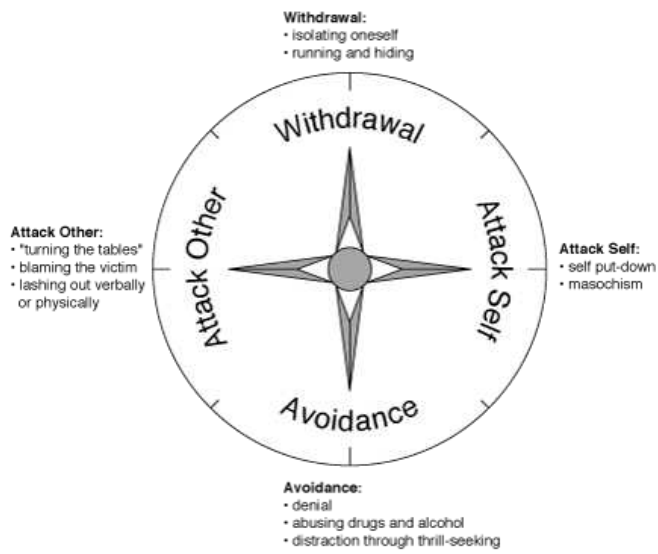 Withdrawal:
• isolating oneself
• running and hiding
Withdrawal
Attack Other:
• "turning the tables"
• blaming the victim
• lashing out verbally
or physically
Attack Other
Attack Self
Attack Self:
• self put-down
• masochism
Avoidance
Avoidance:
• denial
• abusing drugs and alcohol
• distraction through thrill-seeking